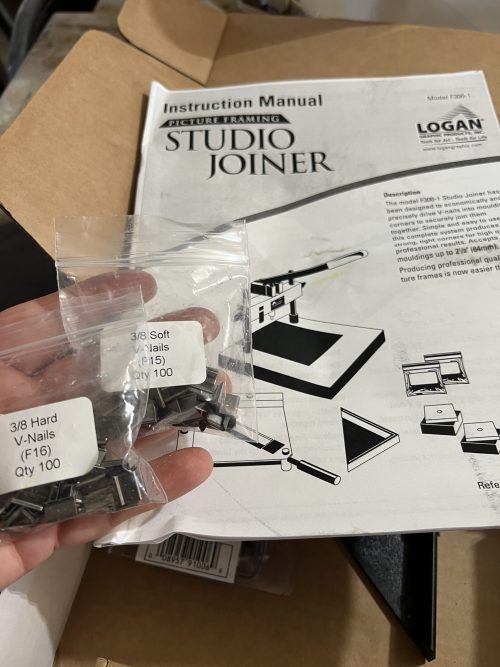 Instruction Manual
Model F300-1
PICTURE FRAMING
STUDIO
JOINER
LOGAN
GRAPHIC PRODUCTS, INC.
Tools for Art - Tools for Life
www.logangraphic.com
Description
The model F300-1 Studio Joiner has
been designed to economically and
precisely drive V-nails into mould
corners to securely join them
together. Simple and easy to
this complete system produces
strong, tight corners for high
professional results. Accepts
mouldings up to
Producing professional qual
ture frames is now easier
3/8 Soft
V-Nails
(F15)
Qty 100
3/8 Hard
V-Nails
(F16)
Qty 100
Refe